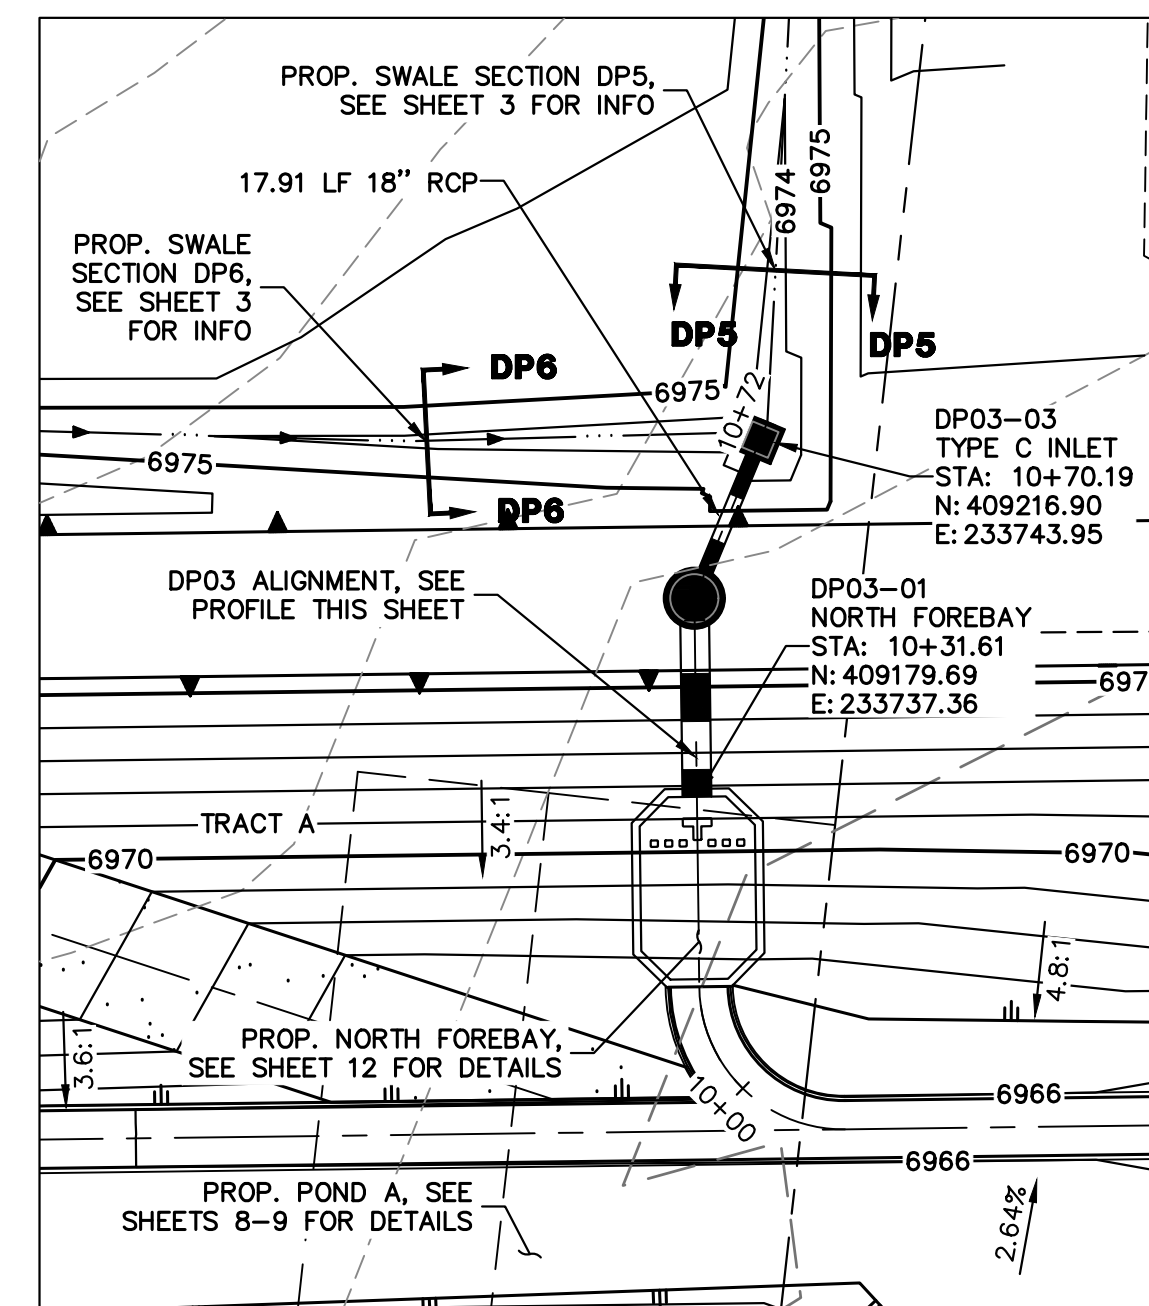 PROP. SWALE SECTION DP5,
SEE SHEET 3 FOR INFO
17.91 LF 18” RCP
PROP. SWALE
SECTION DP6,
SEE SHEET 3
FOR INFO
6974
6975
DP5
DP5
DP6
6975
10+72
6975
DP6
DP03-03
TYPE C INLET
STA: 10+70.19
N: 409216.90
E: 233743.95
DP03 ALIGNMENT, SEE
PROFILE THIS SHEET
DP03-01
NORTH FOREBAY
STA: 10+31.61
N: 409179.69
E: 233737.36
697
TRACT A
3.4:1
6970
6970
4.8:1
3.6:1
PROP. NORTH FOREBAY,
SEE SHEET 12 FOR DETAILS
10+00
6966
6966
PROP. POND A, SEE
SHEETS 8-9 FOR DETAILS
2.64%